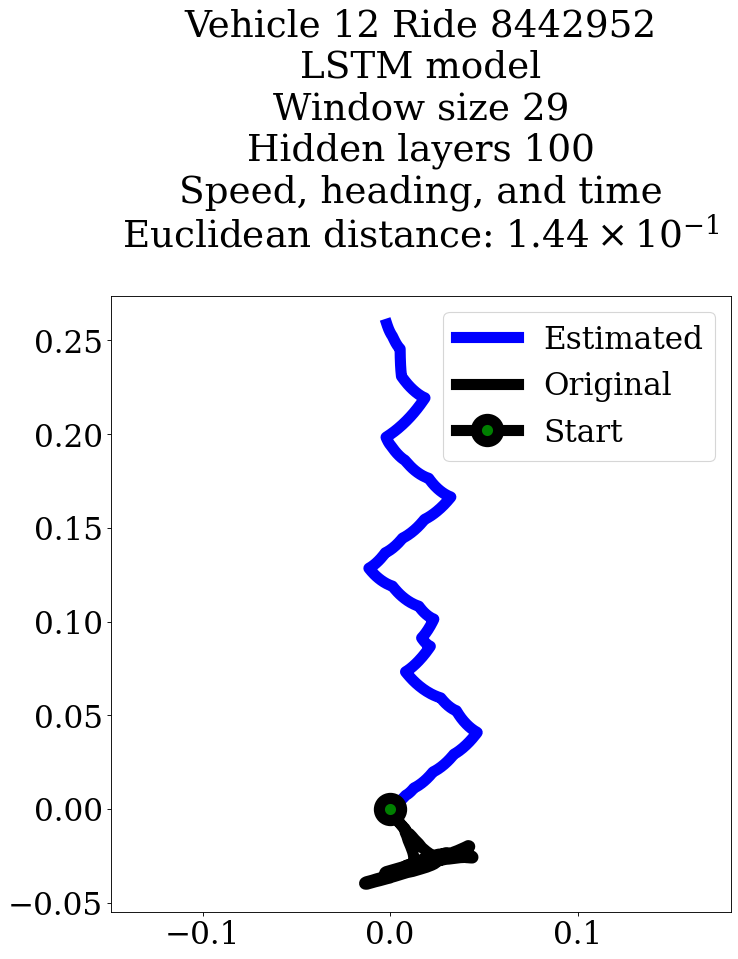 Vehicle 12 Ride 8442952
LSTM model
Window size 29
Hidden layers 100
Speed, heading, and time
Euclidean distance: 1.44 × 10⁻¹
Estimated
Original
Start
0.25
0.20
0.15
0.10
0.05
0.00
−0.05
−0.1
0.0
0.1